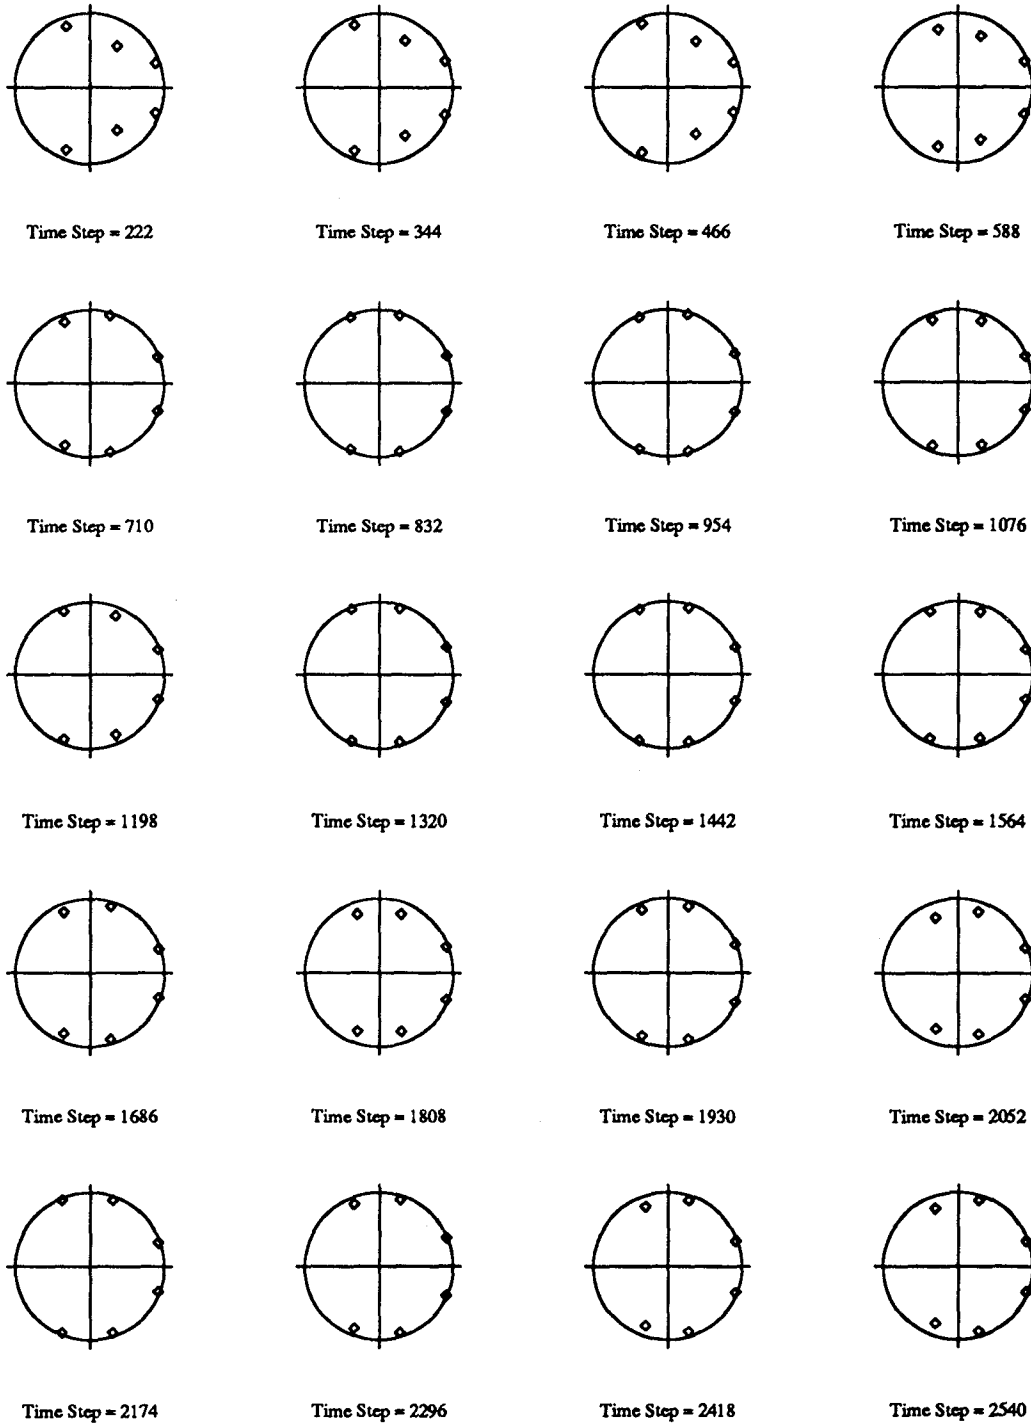 Time Step = 222
Time Step = 344
Time Step = 466
Time Step = 588
Time Step = 710
Time Step = 832
Time Step = 954
Time Step = 1076
Time Step = 1198
Time Step = 1320
Time Step = 1442
Time Step = 1564
Time Step = 1686
Time Step = 1808
Time Step = 1930
Time Step = 2052
Time Step = 2174
Time Step = 2296
Time Step = 2418
Time Step = 2540